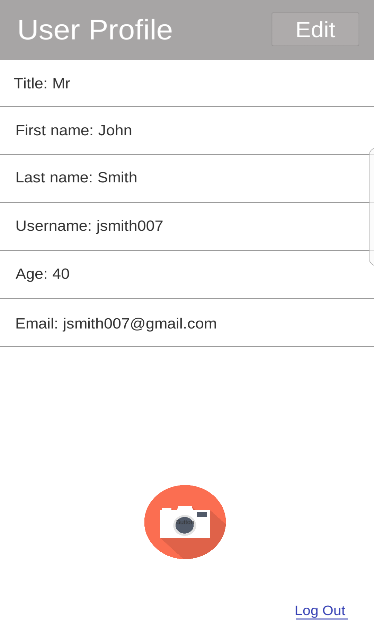 User Profile
Edit
Title: Mr
First name: John
Last name: Smith
Username: jsmith007
Age: 40
Email: jsmith007@gmail.com
Log Out